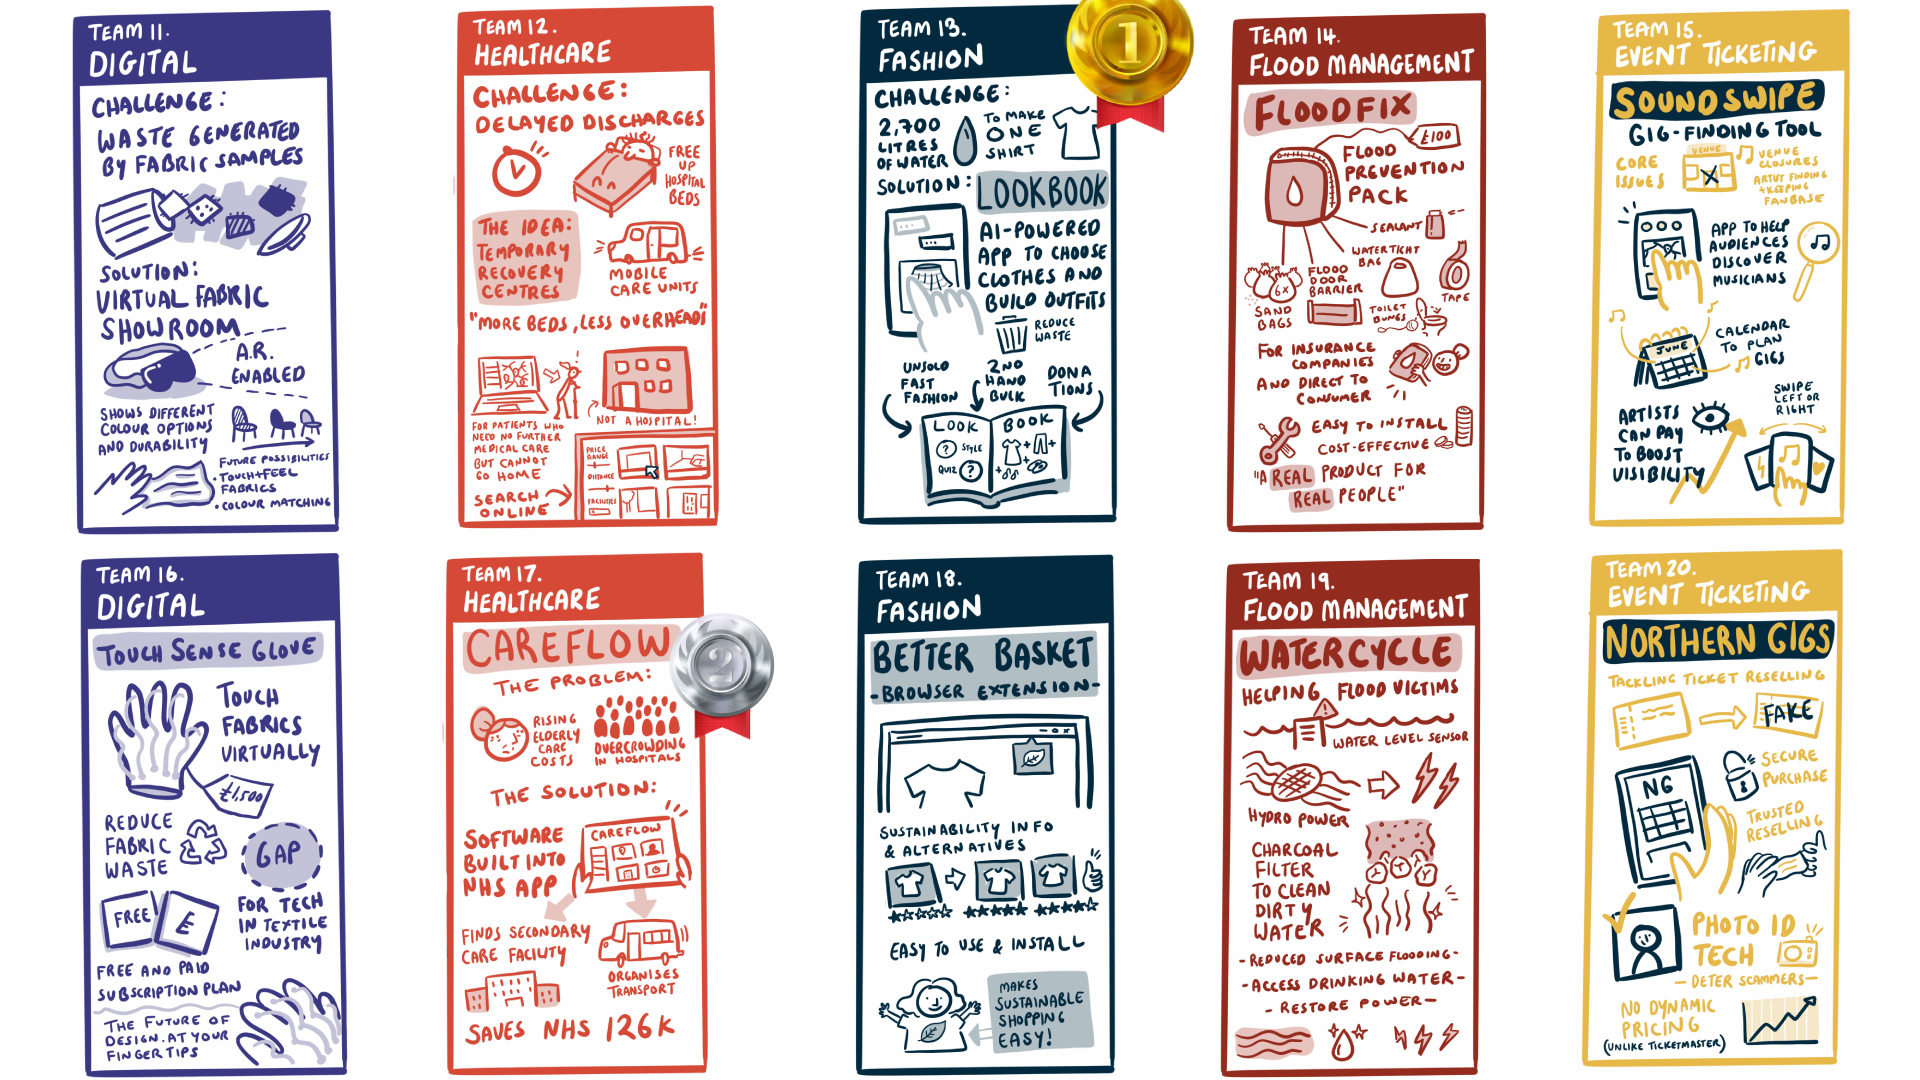 TEAM 11.
DIGITAL
CHALLENGE:
WASTE GENERATED
BY FABRIC SAMPLES
SOLUTION:
VIRTUAL FABRIC
SHOWROOM
A.R.
ENABLED
SHOWS DIFFERENT
COLOUR OPTIONS
AND DURABILITY
FUTURE POSSIBILITIES
• TOUCH+FEEL
FABRICS
• COLOUR MATCHING
TEAM 12.
HEALTHCARE
CHALLENGE:
DELAYED DISCHARGES
FREE
UP
HOSPITAL
BEDS
THE IDEA:
TEMPORARY
RECOVERY
CENTRES
MOBILE
CARE UNITS
"MORE BEDS, LESS OVERHEADS"
NOT A HOSPITAL!
FOR PATIENTS WHO
NEED NO FURTHER
MEDICAL CARE
BUT CANNOT
GO HOME
SEARCH
ONLINE
PRICE
RANGE
DISTANCE
FACILITIES
TEAM 13.
FASHION
1
CHALLENGE:
2,700
LITRES
OF WATER
TO MAKE
ONE
SHIRT
SOLUTION:
LOOKBOOK
AI-POWERED
APP TO CHOOSE
CLOTHES AND
BUILD OUTFITS
REDUCE
WASTE
UNSOLD
FAST
FASHION
2ND
HAND
BULK
DONA
TIONS
LOOK
BOOK
? STYLE
QUIZ ?
TEAM 14.
FLOOD MANAGEMENT
FLOODFIX
£100
FLOOD
PREVENTION
PACK
SEALANT
WATERTIGHT
BAG
FLOOD
DOOR
BARRIER
6x
SAND
BAGS
TOILET
BUNGS
TAPE
FOR INSURANCE
COMPANIES
AND DIRECT TO
CONSUMER
EASY TO INSTALL
COST-EFFECTIVE
"A REAL PRODUCT FOR
REAL PEOPLE"
TEAM 15.
EVENT TICKETING
SOUNDSWIPE
GIG-FINDING TOOL
CORE
ISSUES
VENUE
VENUE
CLOSURES
ARTIST FINDING
+KEEPING
FANBASE
APP TO HELP
AUDIENCES
DISCOVER
MUSICIANS
JUNE
CALENDAR
TO PLAN
GIGS
SWIPE
LEFT OR
RIGHT
ARTISTS
CAN PAY
TO BOOST
VISIBILITY
TEAM 16.
DIGITAL
TOUCH SENSE GLOVE
TOUCH
FABRICS
VIRTUALLY
£1,500
REDUCE
FABRIC
WASTE
GAP
FOR TECH
IN TEXTILE
INDUSTRY
FREE
£
FREE AND PAID
SUBSCRIPTION PLAN
THE FUTURE OF
DESIGN. AT YOUR
FINGERTIPS
TEAM 17.
HEALTHCARE
CAREFLOW
2
THE PROBLEM:
RISING
ELDERLY
CARE
COSTS
OVERCROWDING
IN HOSPITALS
THE SOLUTION:
SOFTWARE
BUILT INTO
NHS APP
CAREFLOW
FINDS SECONDARY
CARE FACILITY
ORGANISES
TRANSPORT
SAVES NHS 126K
TEAM 18.
FASHION
BETTER BASKET
- BROWSER EXTENSION -
SUSTAINABILITY INFO
& ALTERNATIVES
EASY TO USE & INSTALL
MAKES
SUSTAINABLE
SHOPPING
EASY!
TEAM 19.
FLOOD MANAGEMENT
WATERCYCLE
HELPING FLOOD VICTIMS
WATER LEVEL SENSOR
HYDRO POWER
CHARCOAL
FILTER
TO CLEAN
DIRTY
WATER
- REDUCED SURFACE FLOODING -
- ACCESS DRINKING WATER -
- RESTORE POWER -
TEAM 20.
EVENT TICKETING
NORTHERN GIGS
TACKLING TICKET RESELLING
FAKE
NG
SECURE
PURCHASE
TRUSTED
RESELLING
PHOTO ID
TECH
- DETER SCAMMERS -
NO DYNAMIC
PRICING
(UNLIKE TICKETMASTER)